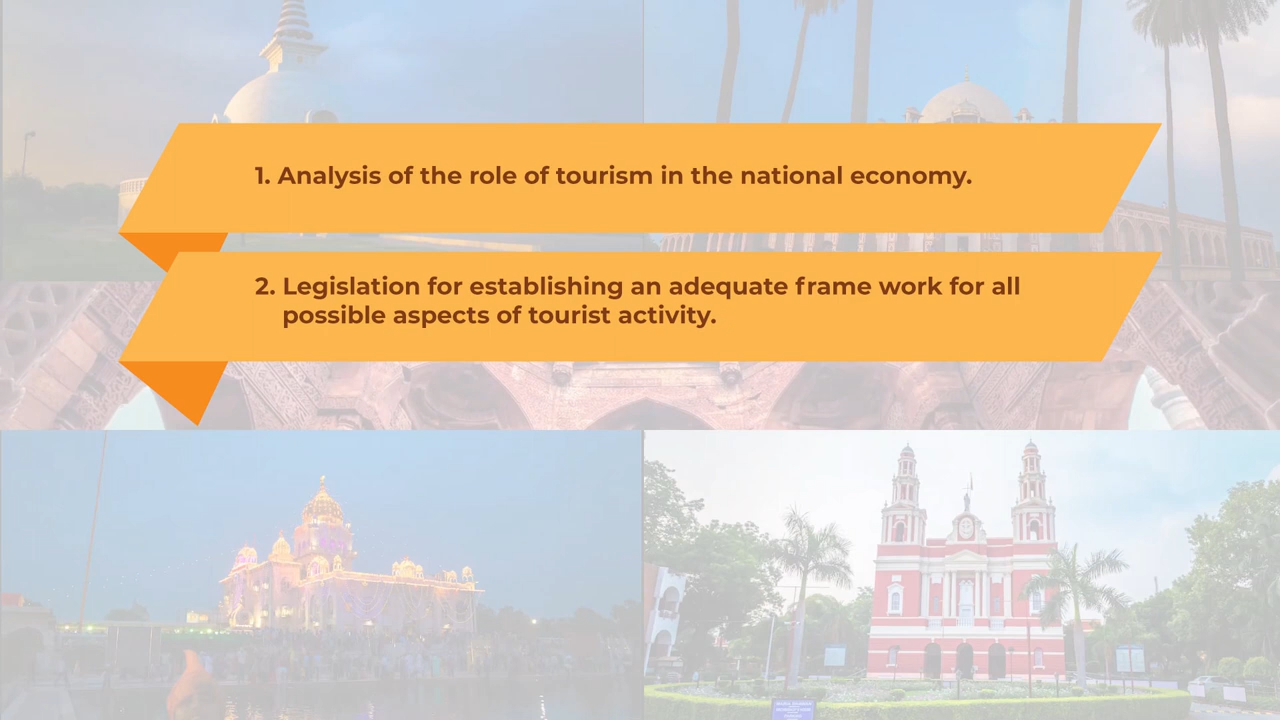 1. Analysis of the role of tourism in the national economy.
2. Legislation for establishing an adequate frame work for all
possible aspects of tourist activity.